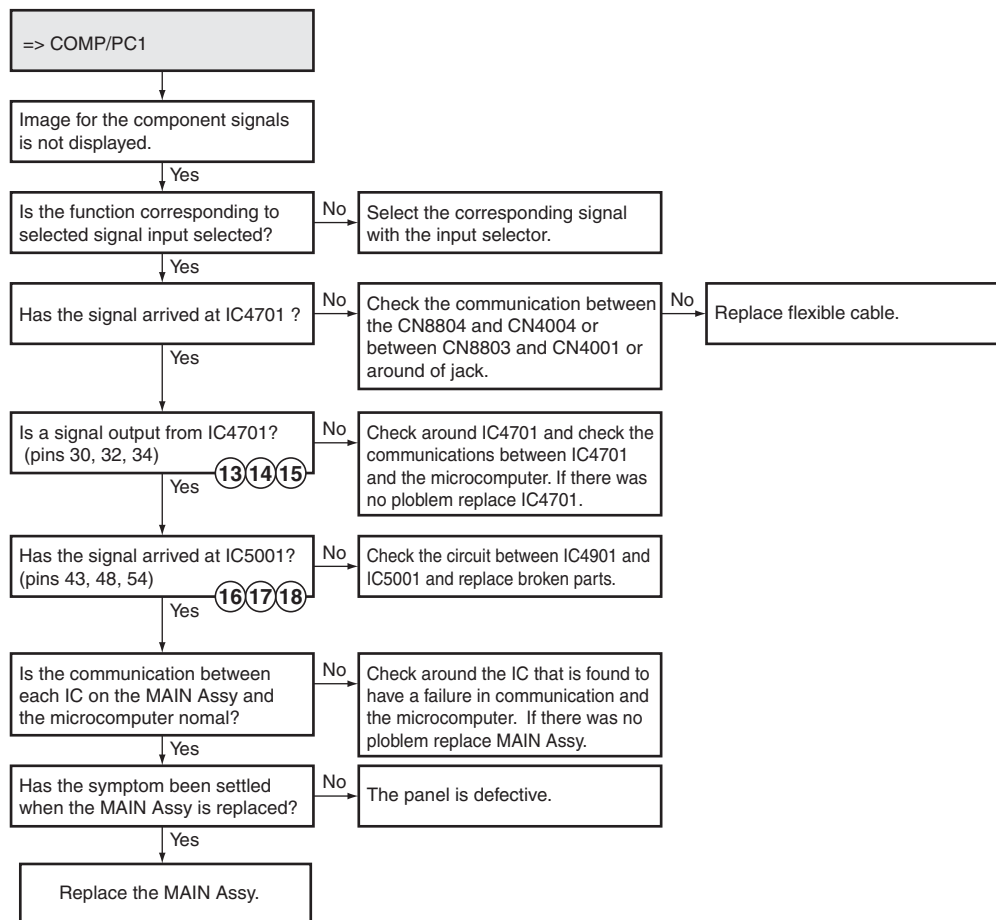 => COMP/PC1
Image for the component signals
is not displayed.
Yes
Is the function corresponding to
selected signal input selected?
No
Select the corresponding signal
with the input selector.
Yes
Has the signal arrived at IC4701 ?
No
Check the communication between
the CN8804 and CN4004 or
between CN8803 and CN4001 or
around of jack.
No
Replace flexible cable.
Yes
Is a signal output from IC4701?
(pins 30, 32, 34)
13 14 15
No
Check around IC4701 and check the
communications between IC4701
and the microcomputer. If there was
no ploblem replace IC4701.
Yes
Has the signal arrived at IC5001?
(pins 43, 48, 54)
16 17 18
No
Check the circuit between IC4901 and
IC5001 and replace broken parts.
Yes
Is the communication between
each IC on the MAIN Assy and
the microcomputer nomal?
No
Check around the IC that is found to
have a failure in communication and
the microcomputer. If there was no
ploblem replace MAIN Assy.
Yes
Has the symptom been settled
when the MAIN Assy is replaced?
No
The panel is defective.
Yes
Replace the MAIN Assy.